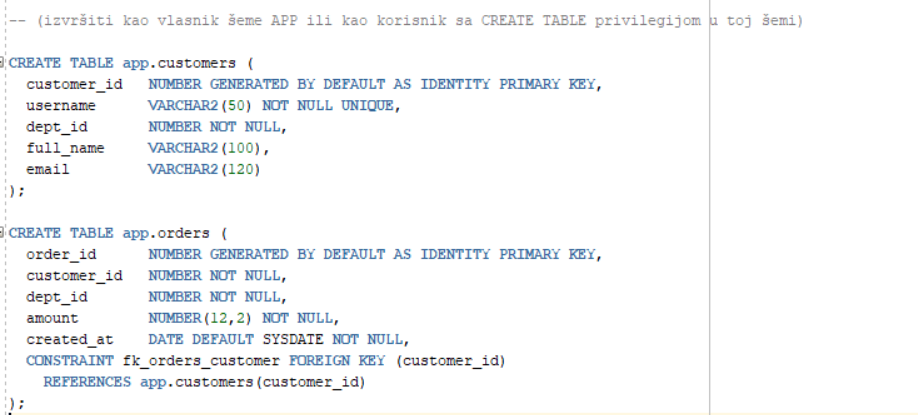 -- (izvršiti kao vlasnik šeme APP ili kao korisnik sa CREATE TABLE privilegijom u toj šemi)
CREATE TABLE app.customers (
customer_id NUMBER GENERATED BY DEFAULT AS IDENTITY PRIMARY KEY,
username VARCHAR2(50) NOT NULL UNIQUE,
dept_id NUMBER NOT NULL,
full_name VARCHAR2(100),
email VARCHAR2(120)
);
CREATE TABLE app.orders (
order_id NUMBER GENERATED BY DEFAULT AS IDENTITY PRIMARY KEY,
customer_id NUMBER NOT NULL,
dept_id NUMBER NOT NULL,
amount NUMBER(12,2) NOT NULL,
created_at DATE DEFAULT SYSDATE NOT NULL,
CONSTRAINT fk_orders_customer FOREIGN KEY (customer_id)
REFERENCES app.customers(customer_id)
);